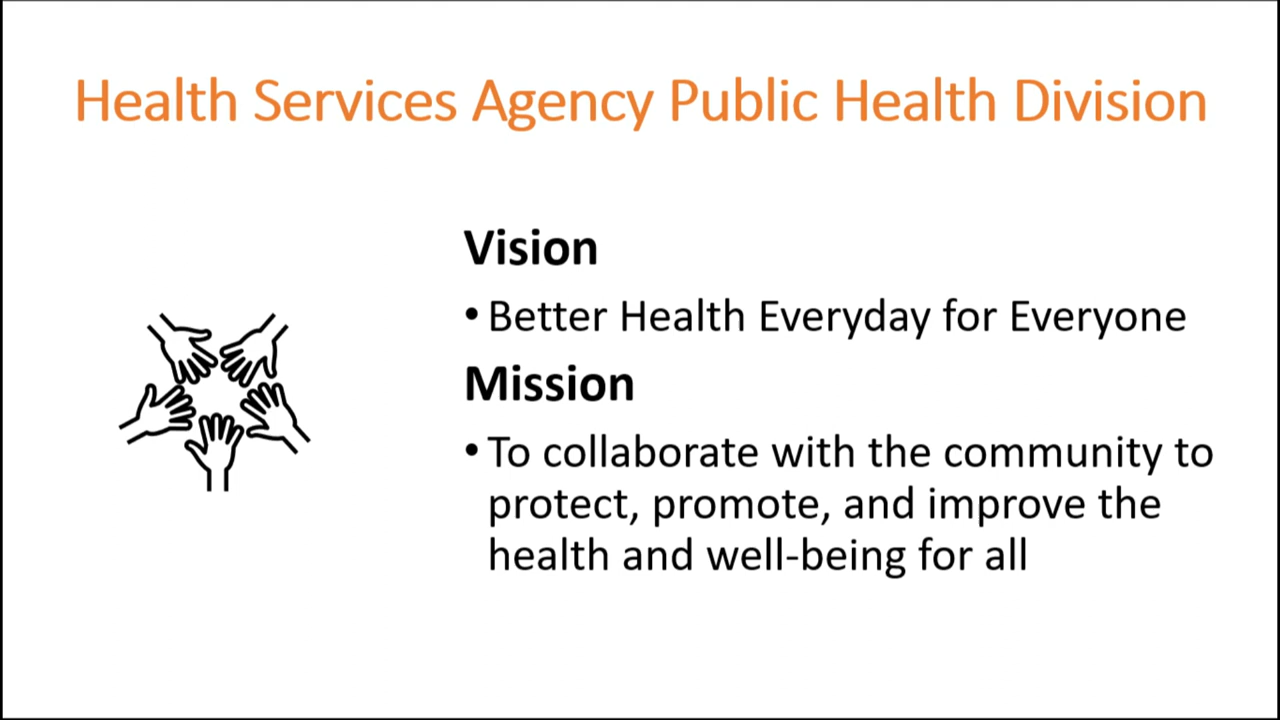 Health Services Agency Public Health Division
Vision
• Better Health Everyday for Everyone
Mission
• To collaborate with the community to
protect, promote, and improve the
health and well-being for all